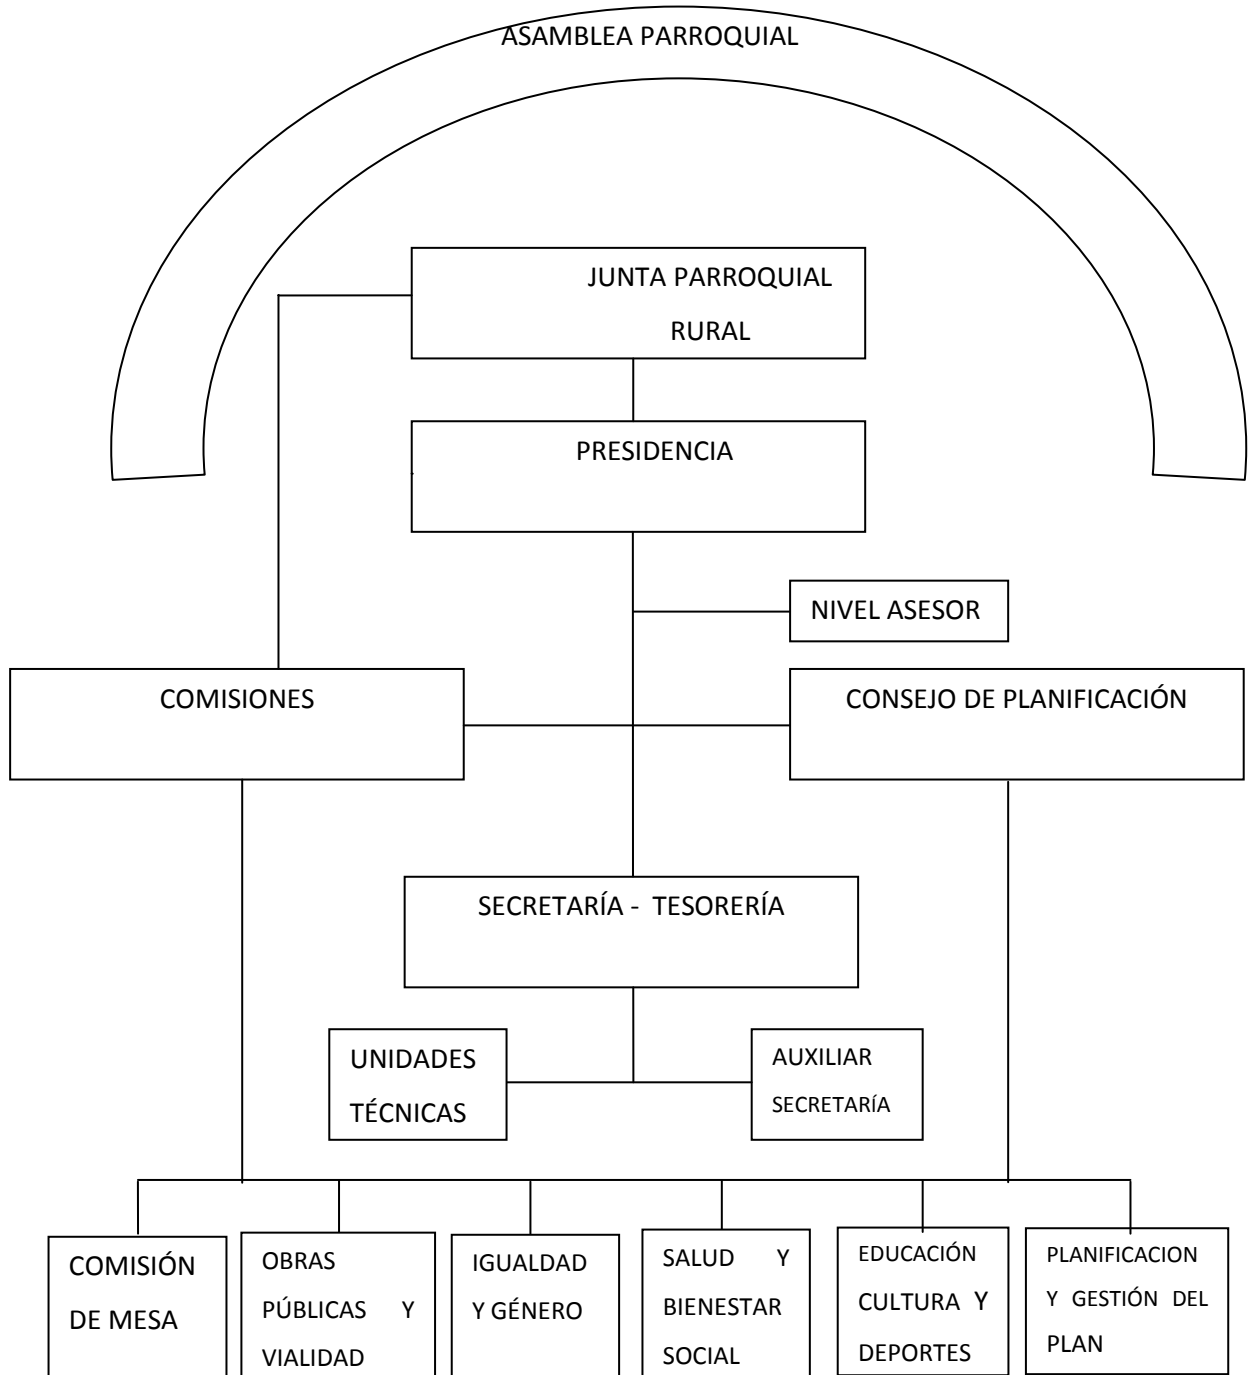 ASAMBLEA PARROQUIAL
JUNTA PARROQUIAL
RURAL
PRESIDENCIA
NIVEL ASESOR
COMISIONES
CONSEJO DE PLANIFICACIÓN
SECRETARÍA - TESORERÍA
UNIDADES
TÉCNICAS
AUXILIAR
SECRETARÍA
COMISIÓN
DE MESA
OBRAS
PÚBLICAS Y
VIALIDAD
IGUALDAD
Y GÉNERO
SALUD Y
BIENESTAR
SOCIAL
EDUCACIÓN
CULTURA Y
DEPORTES
PLANIFICACION
Y GESTIÓN DEL
PLAN